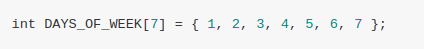 int DAYS_OF_WEEK[7] = { 1, 2, 3, 4, 5, 6, 7 };